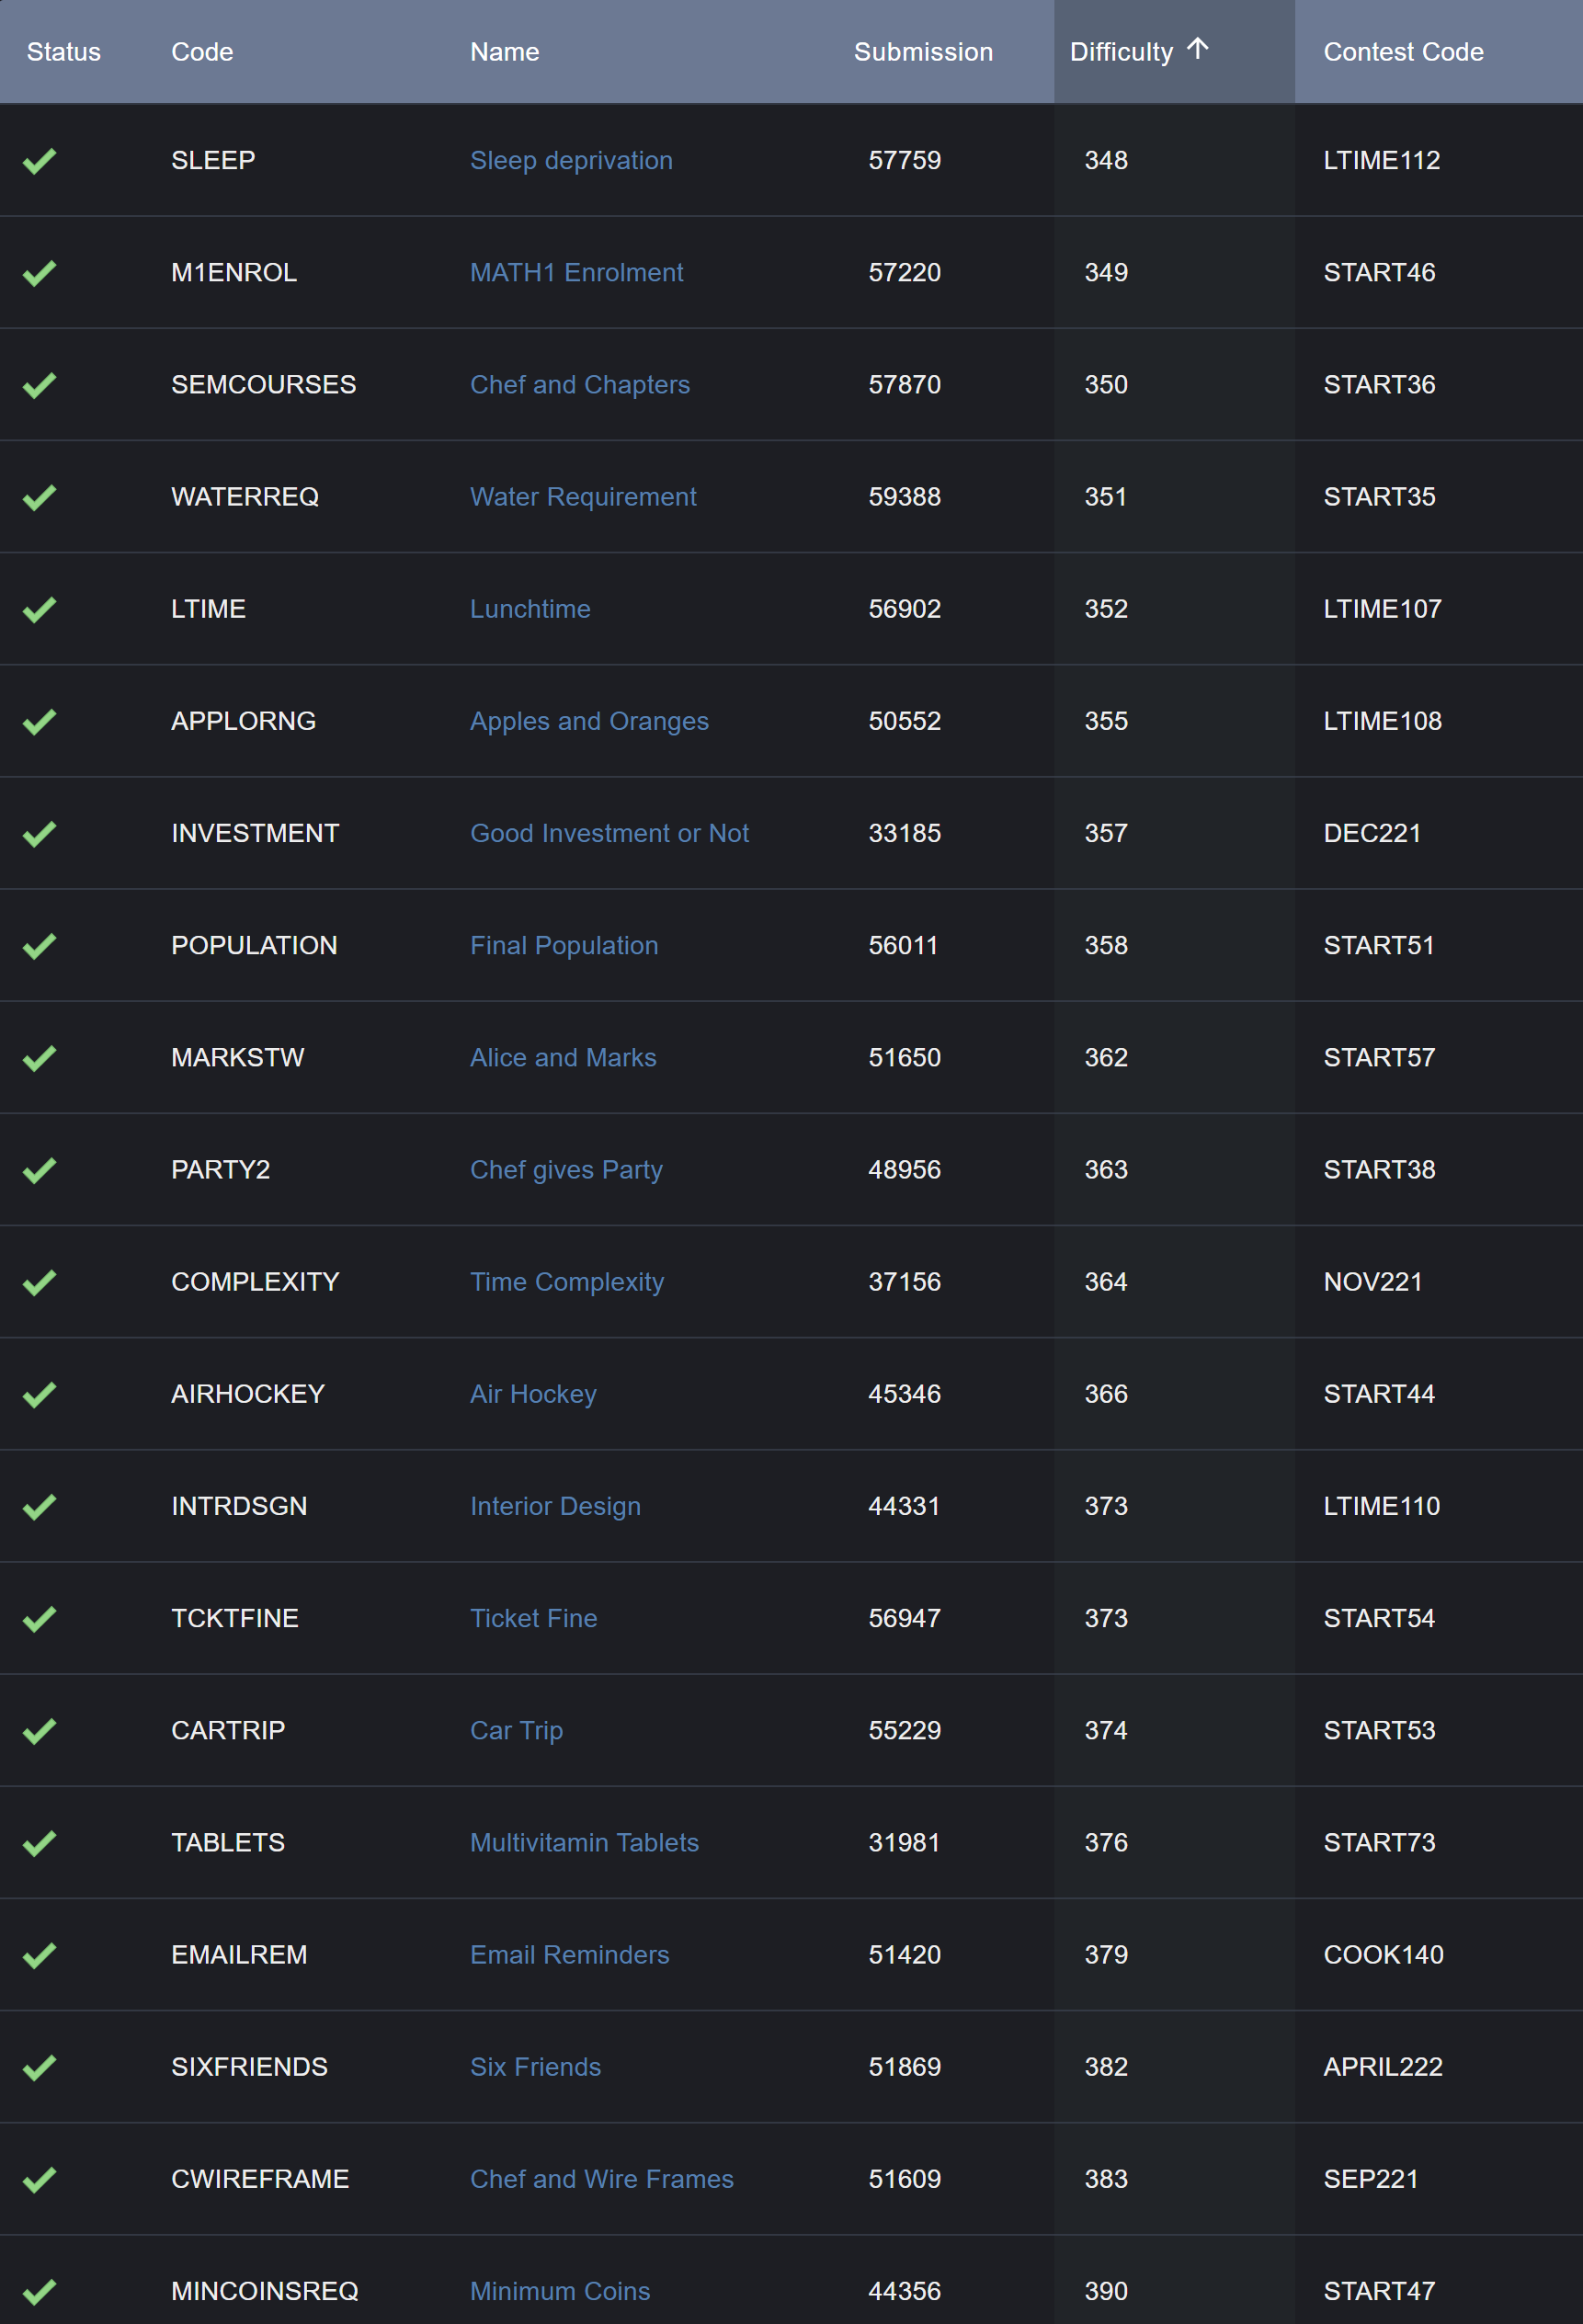 Status Code Name Submission Difficulty Contest Code
SLEEP Sleep deprivation 57759 348 LTIME112
M1ENROL MATH1 Enrolment 57220 349 START46
SEMCOURSES Chef and Chapters 57870 350 START36
WATERREQ Water Requirement 59388 351 START35
LTIME Lunchtime 56902 352 LTIME107
APPLORNG Apples and Oranges 50552 355 LTIME108
INVESTMENT Good Investment or Not 33185 357 DEC221
POPULATION Final Population 56011 358 START51
MARKSTW Alice and Marks 51650 362 START57
PARTY2 Chef gives Party 48956 363 START38
COMPLEXITY Time Complexity 37156 364 NOV221
AIRHOCKEY Air Hockey 45346 366 START44
INTRDSGN Interior Design 44331 373 LTIME110
TCKTFINE Ticket Fine 56947 373 START54
CARTRIP Car Trip 55229 374 START53
TABLETS Multivitamin Tablets 31981 376 START73
EMAILREM Email Reminders 51420 379 COOK140
SIXFRIENDS Six Friends 51869 382 APRIL222
CWIREFRAME Chef and Wire Frames 51609 383 SEP221
MINCOINSREQ Minimum Coins 44356 390 START47